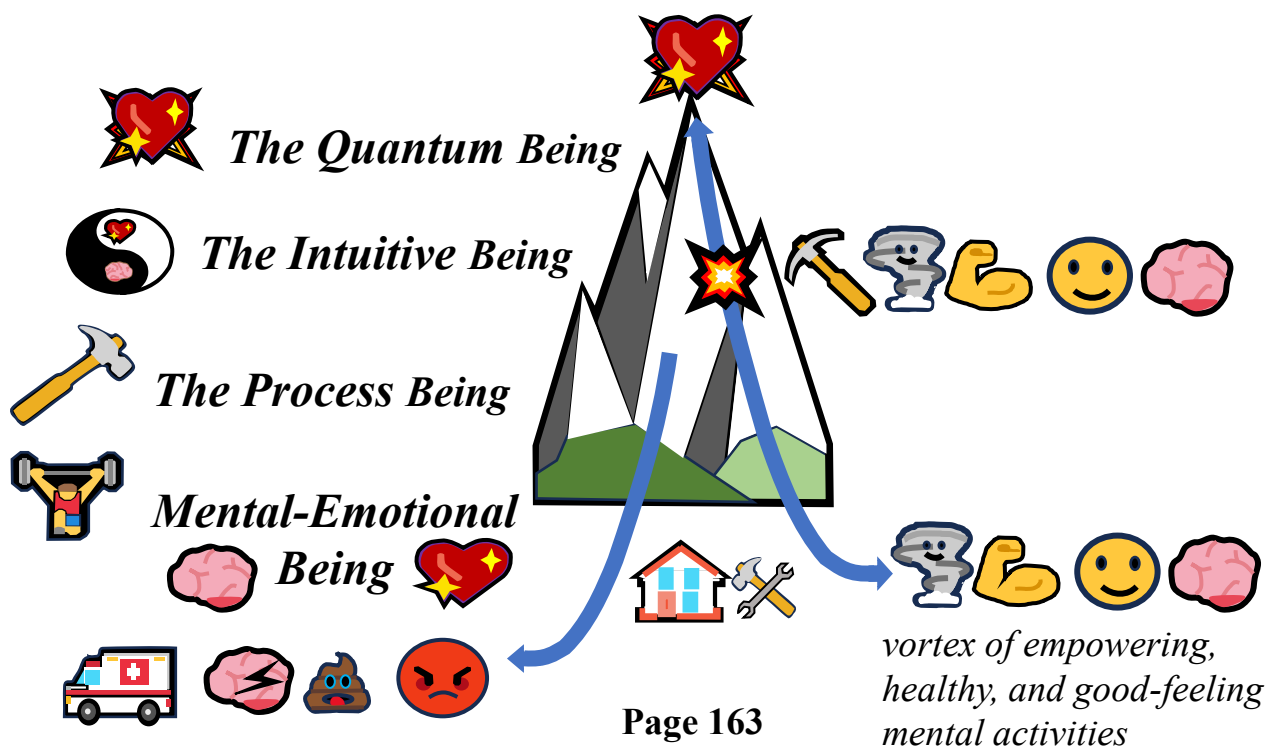 The Quantum Being
The Intuitive Being
The Process Being
Mental-Emotional
Being
vortex of empowering,
healthy, and good-feeling
mental activities
Page 163